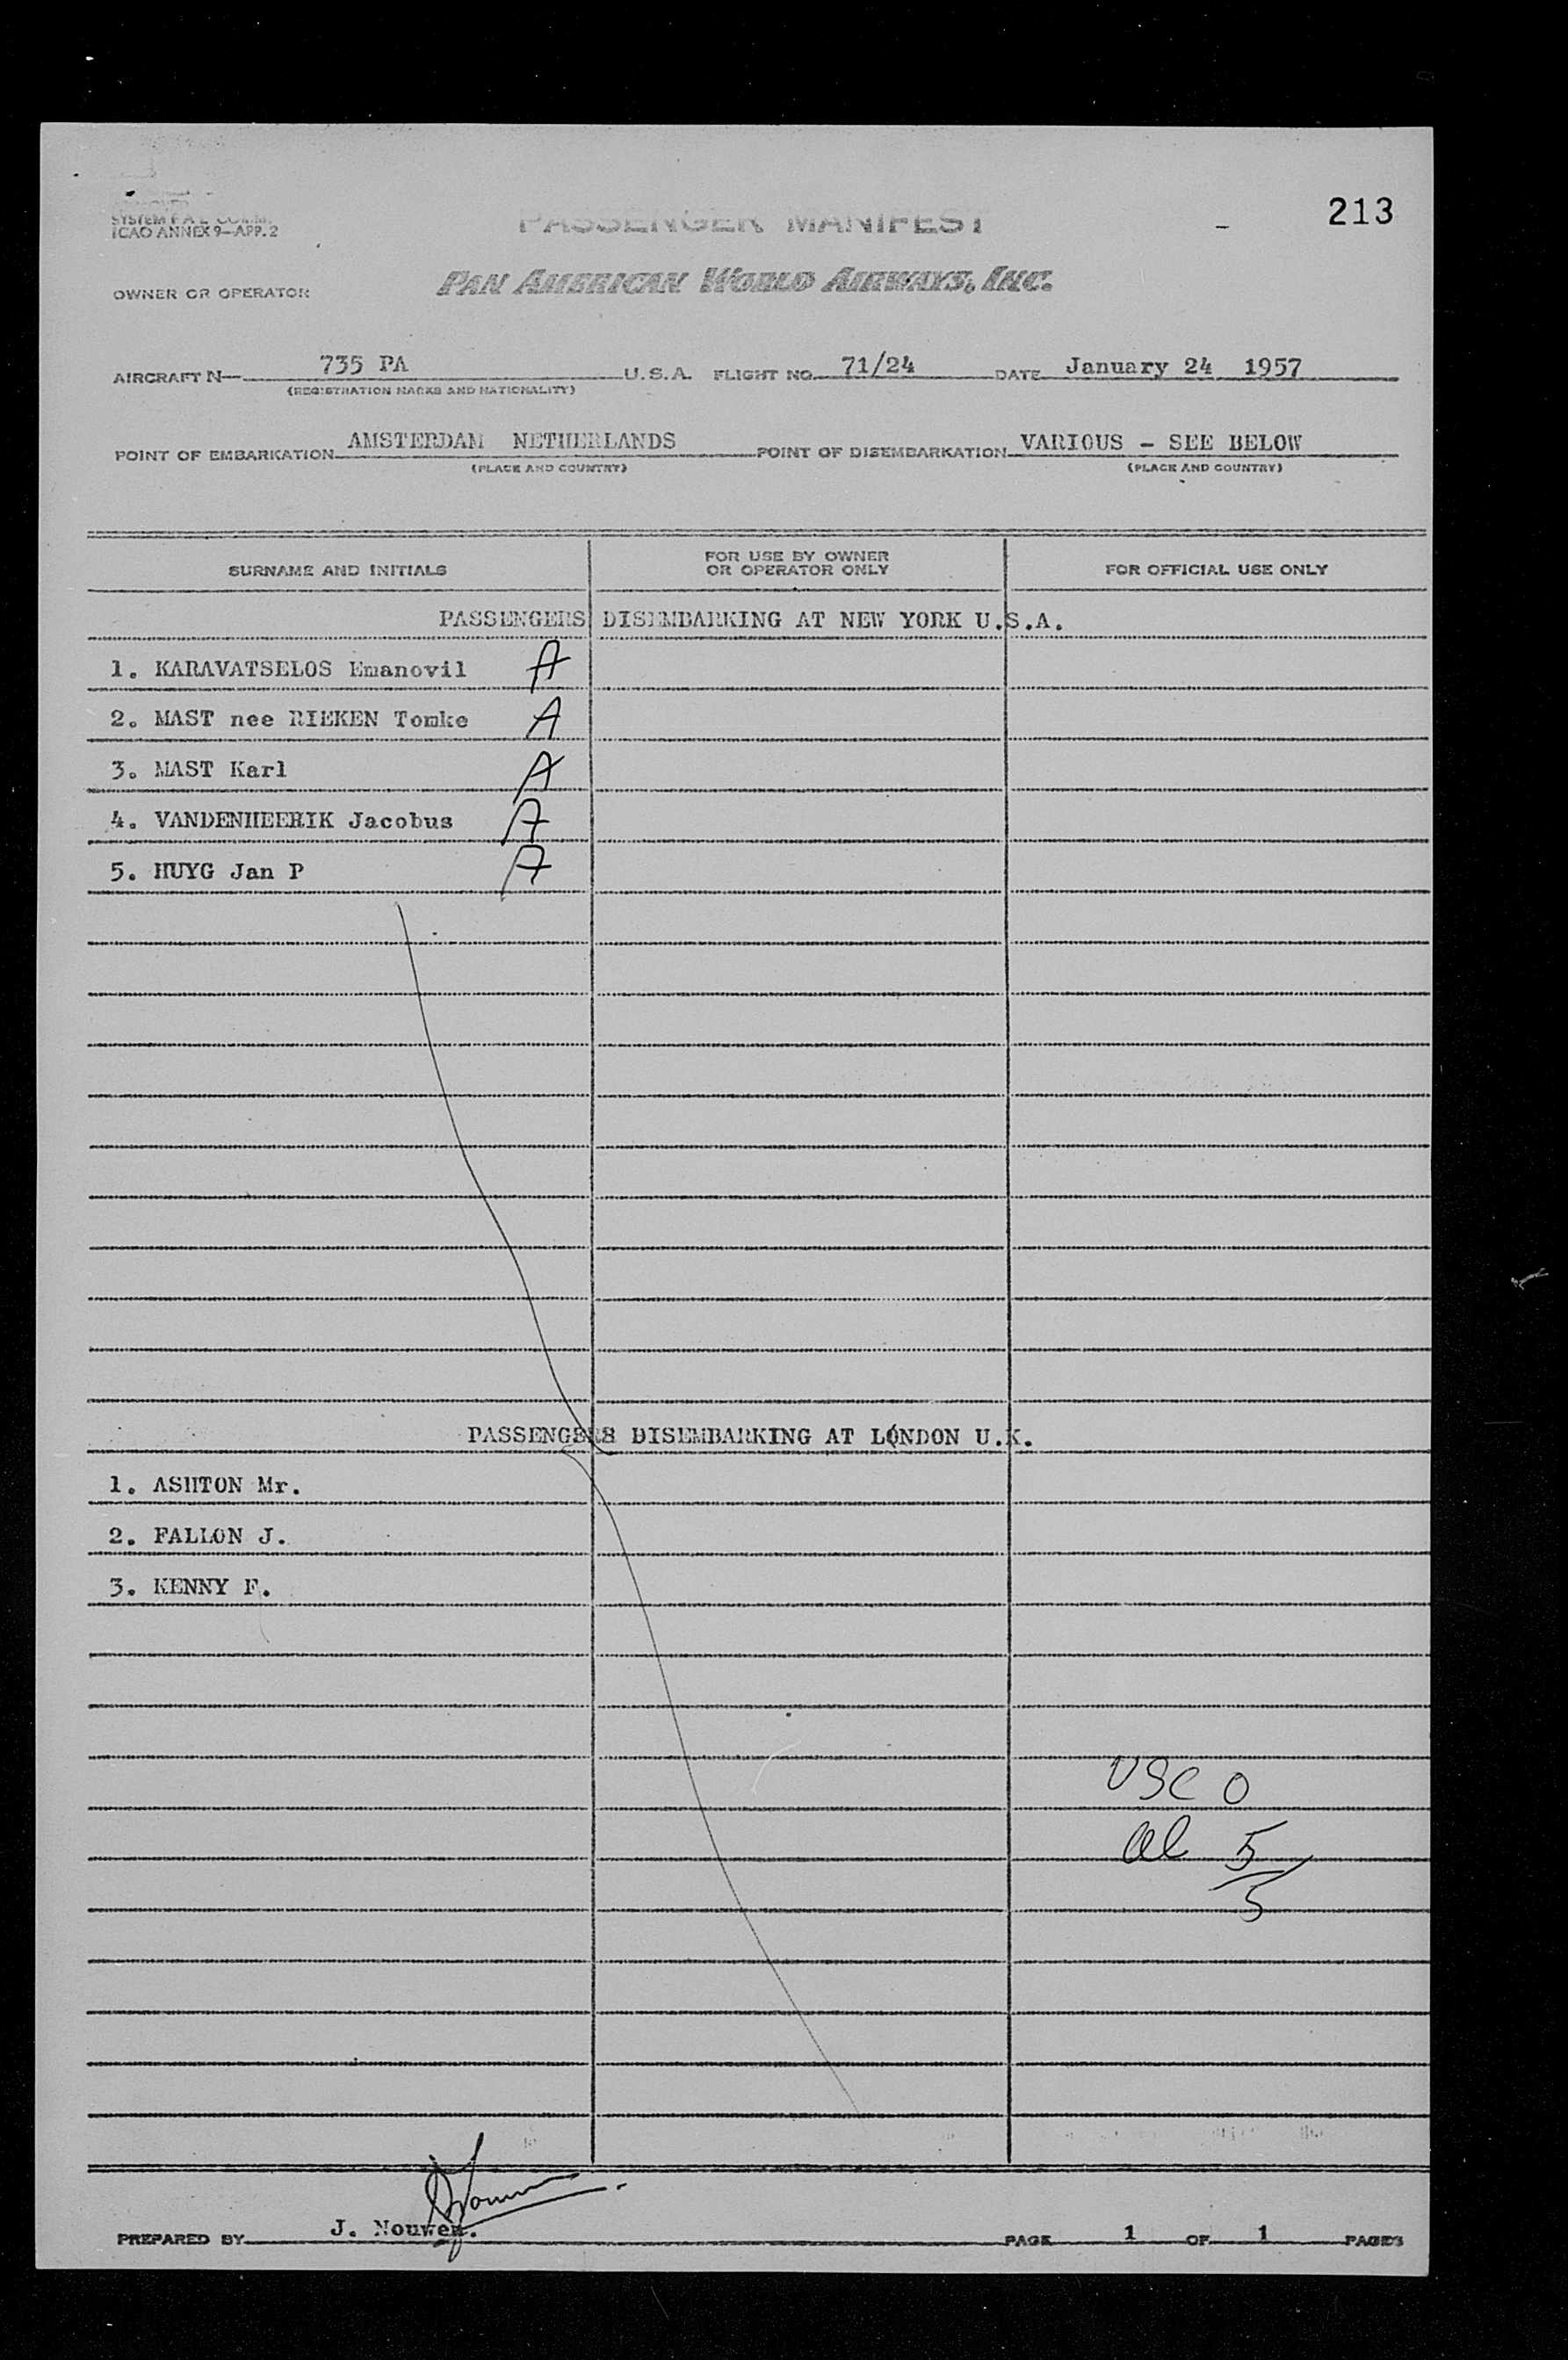 213
SYSTEM F A L COMM.
ICAO ANNEX 9—APP. 2
PASSENGER MANIFEST
OWNER OR OPERATOR PAN AMERICAN WORLD AIRWAYS, INC.
AIRCRAFT N— 735 PA U.S.A. FLIGHT NO. 71/24 DATE January 24 1957
(REGISTRATION MARKS AND NATIONALITY)
POINT OF EMBARKATION AMSTERDAM NETHERLANDS POINT OF DISEMBARKATION VARIOUS - SEE BELOW
(PLACE AND COUNTRY) (PLACE AND COUNTRY)
SURNAME AND INITIALS FOR USE BY OWNER OR OPERATOR ONLY FOR OFFICIAL USE ONLY
PASSENGERS DISEMBARKING AT NEW YORK U.S.A.
1. KARAVATSELOS Emanovil A
2. MAST nee RIEKEN Tomke A
3. MAST Karl A
4. VANDENHEERIK Jacobus A
5. HUYG Jan P A
PASSENGERS DISEMBARKING AT LONDON U.K.
1. ASHTON Mr.
2. FALLON J.
3. KENNY F.
USC 0
al 5
5
PREPARED BY J. Nouwen. PAGE 1 OF 1 PAGES